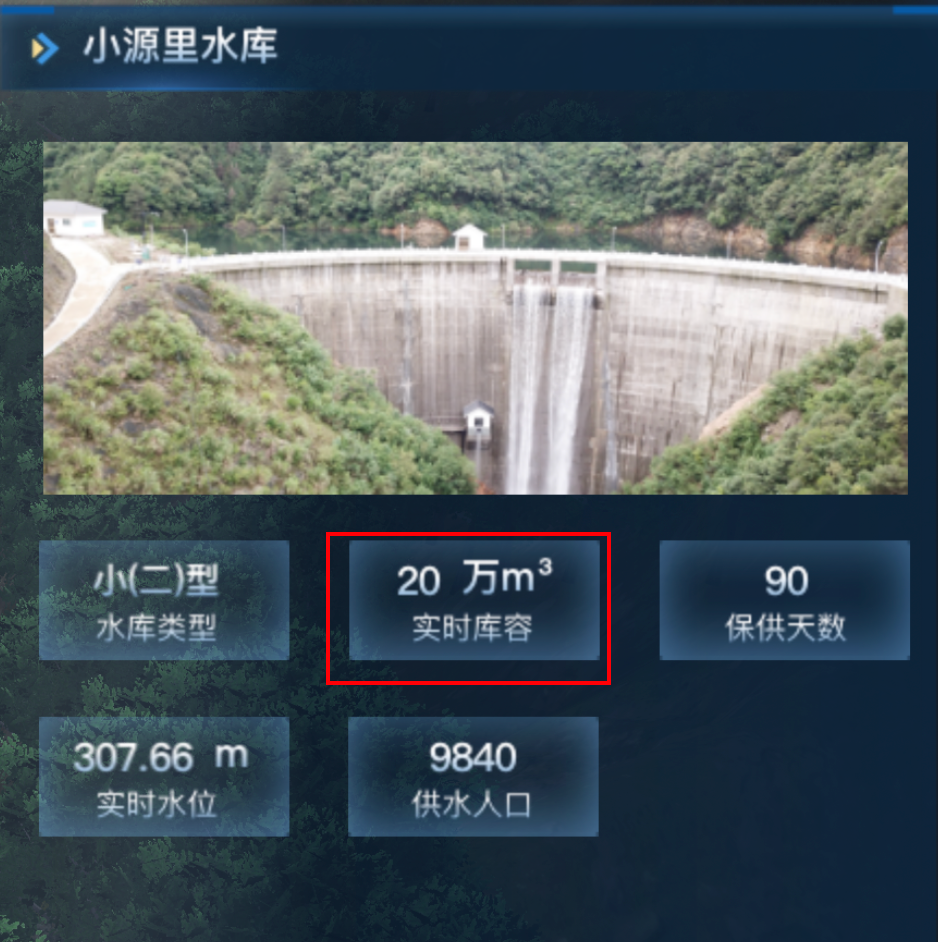 小源里水库
小(二)型
水库类型
20 万m³
实时库容
90
保供天数
307.66 m
实时水位
9840
供水人口